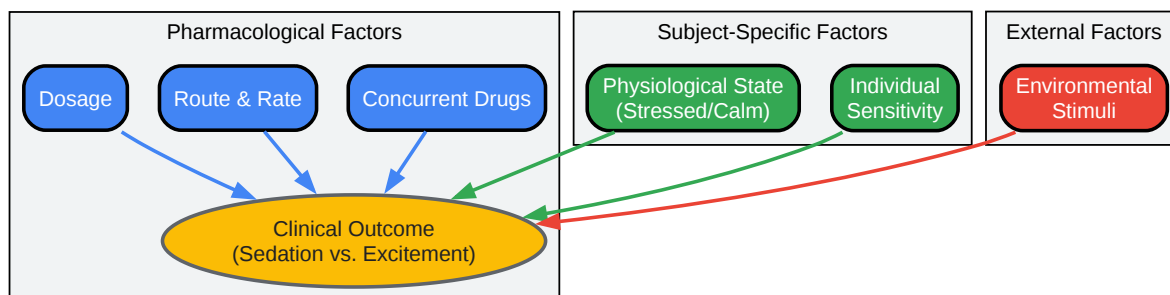 Pharmacological Factors
Subject-Specific Factors
External Factors
Dosage
Route & Rate
Concurrent Drugs
Physiological State
(Stressed/Calm)
Individual
Sensitivity
Environmental
Stimuli
Clinical Outcome
(Sedation vs. Excitement)